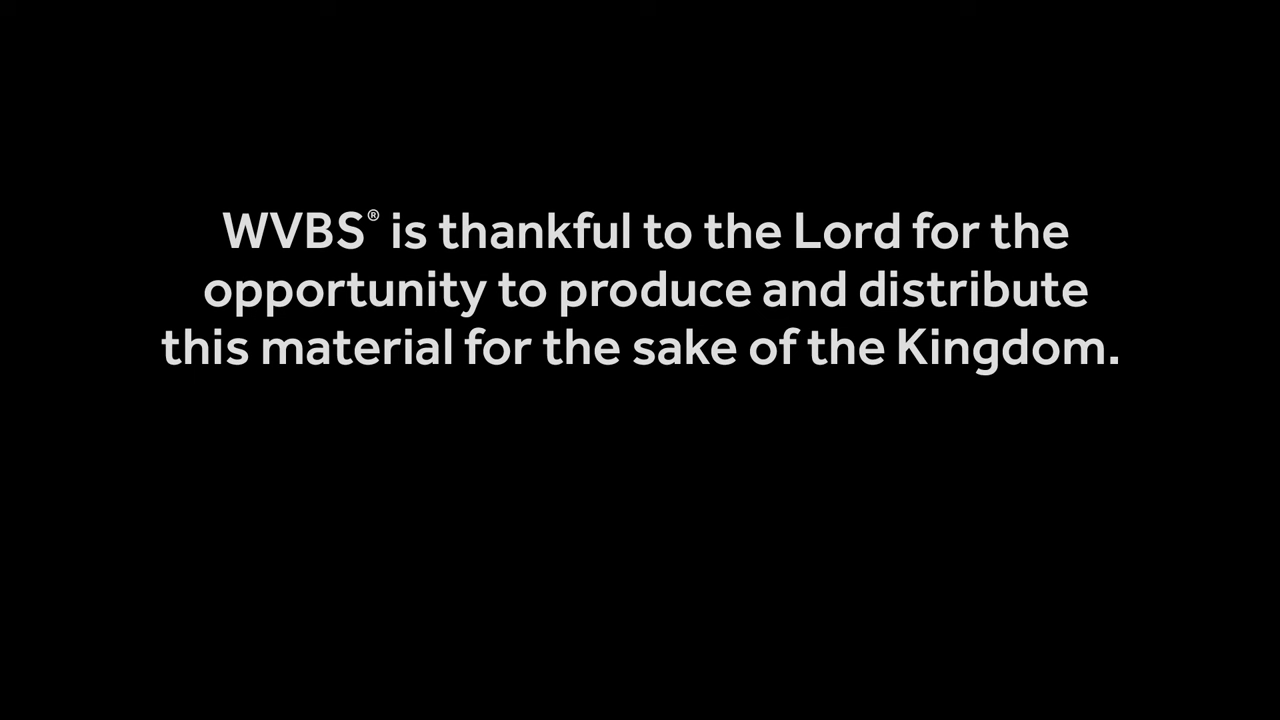 WVBS® is thankful to the Lord for the
opportunity to produce and distribute
this material for the sake of the Kingdom.